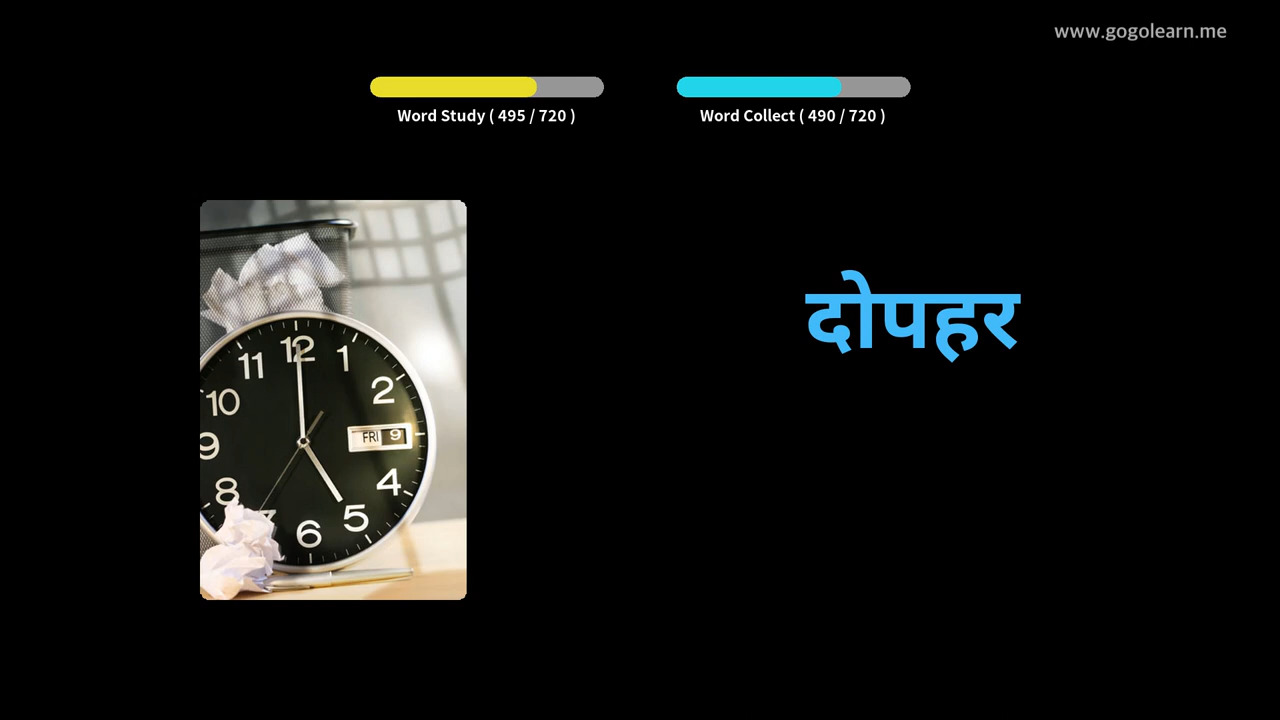 www.gogolearn.me
Word Study ( 495 / 720 )
Word Collect ( 490 / 720 )
दोपहर
12
11
1
10
2
9
FRI 9
8
4
7
5
6